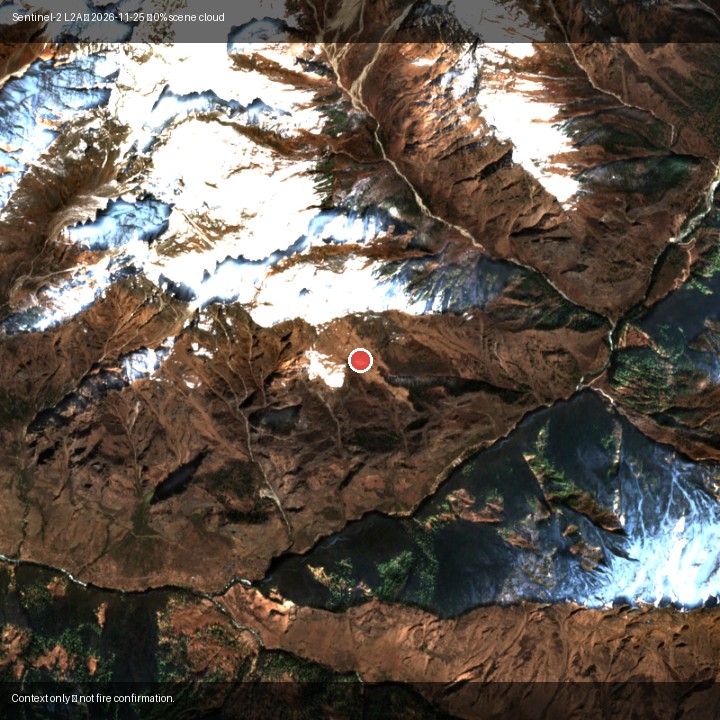 Sentinel-2 L2A▯2026-11-25▯0% scene cloud
Context only▯not fire confirmation.